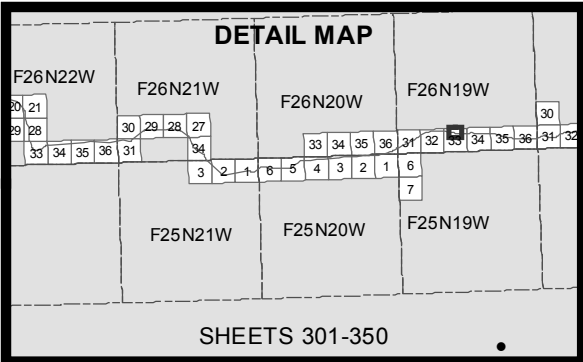 DETAIL MAP
F26N22W
F26N21W
F26N20W
F26N19W
20 21
29 28
30 29 28 27
30
33 34 35 36 31
34
33 34 35 36 31 32 33 34 35 36 31 32
3 2 1 6 5 4 3 2 1 6
7
F25N21W
F25N20W
F25N19W
SHEETS 301-350